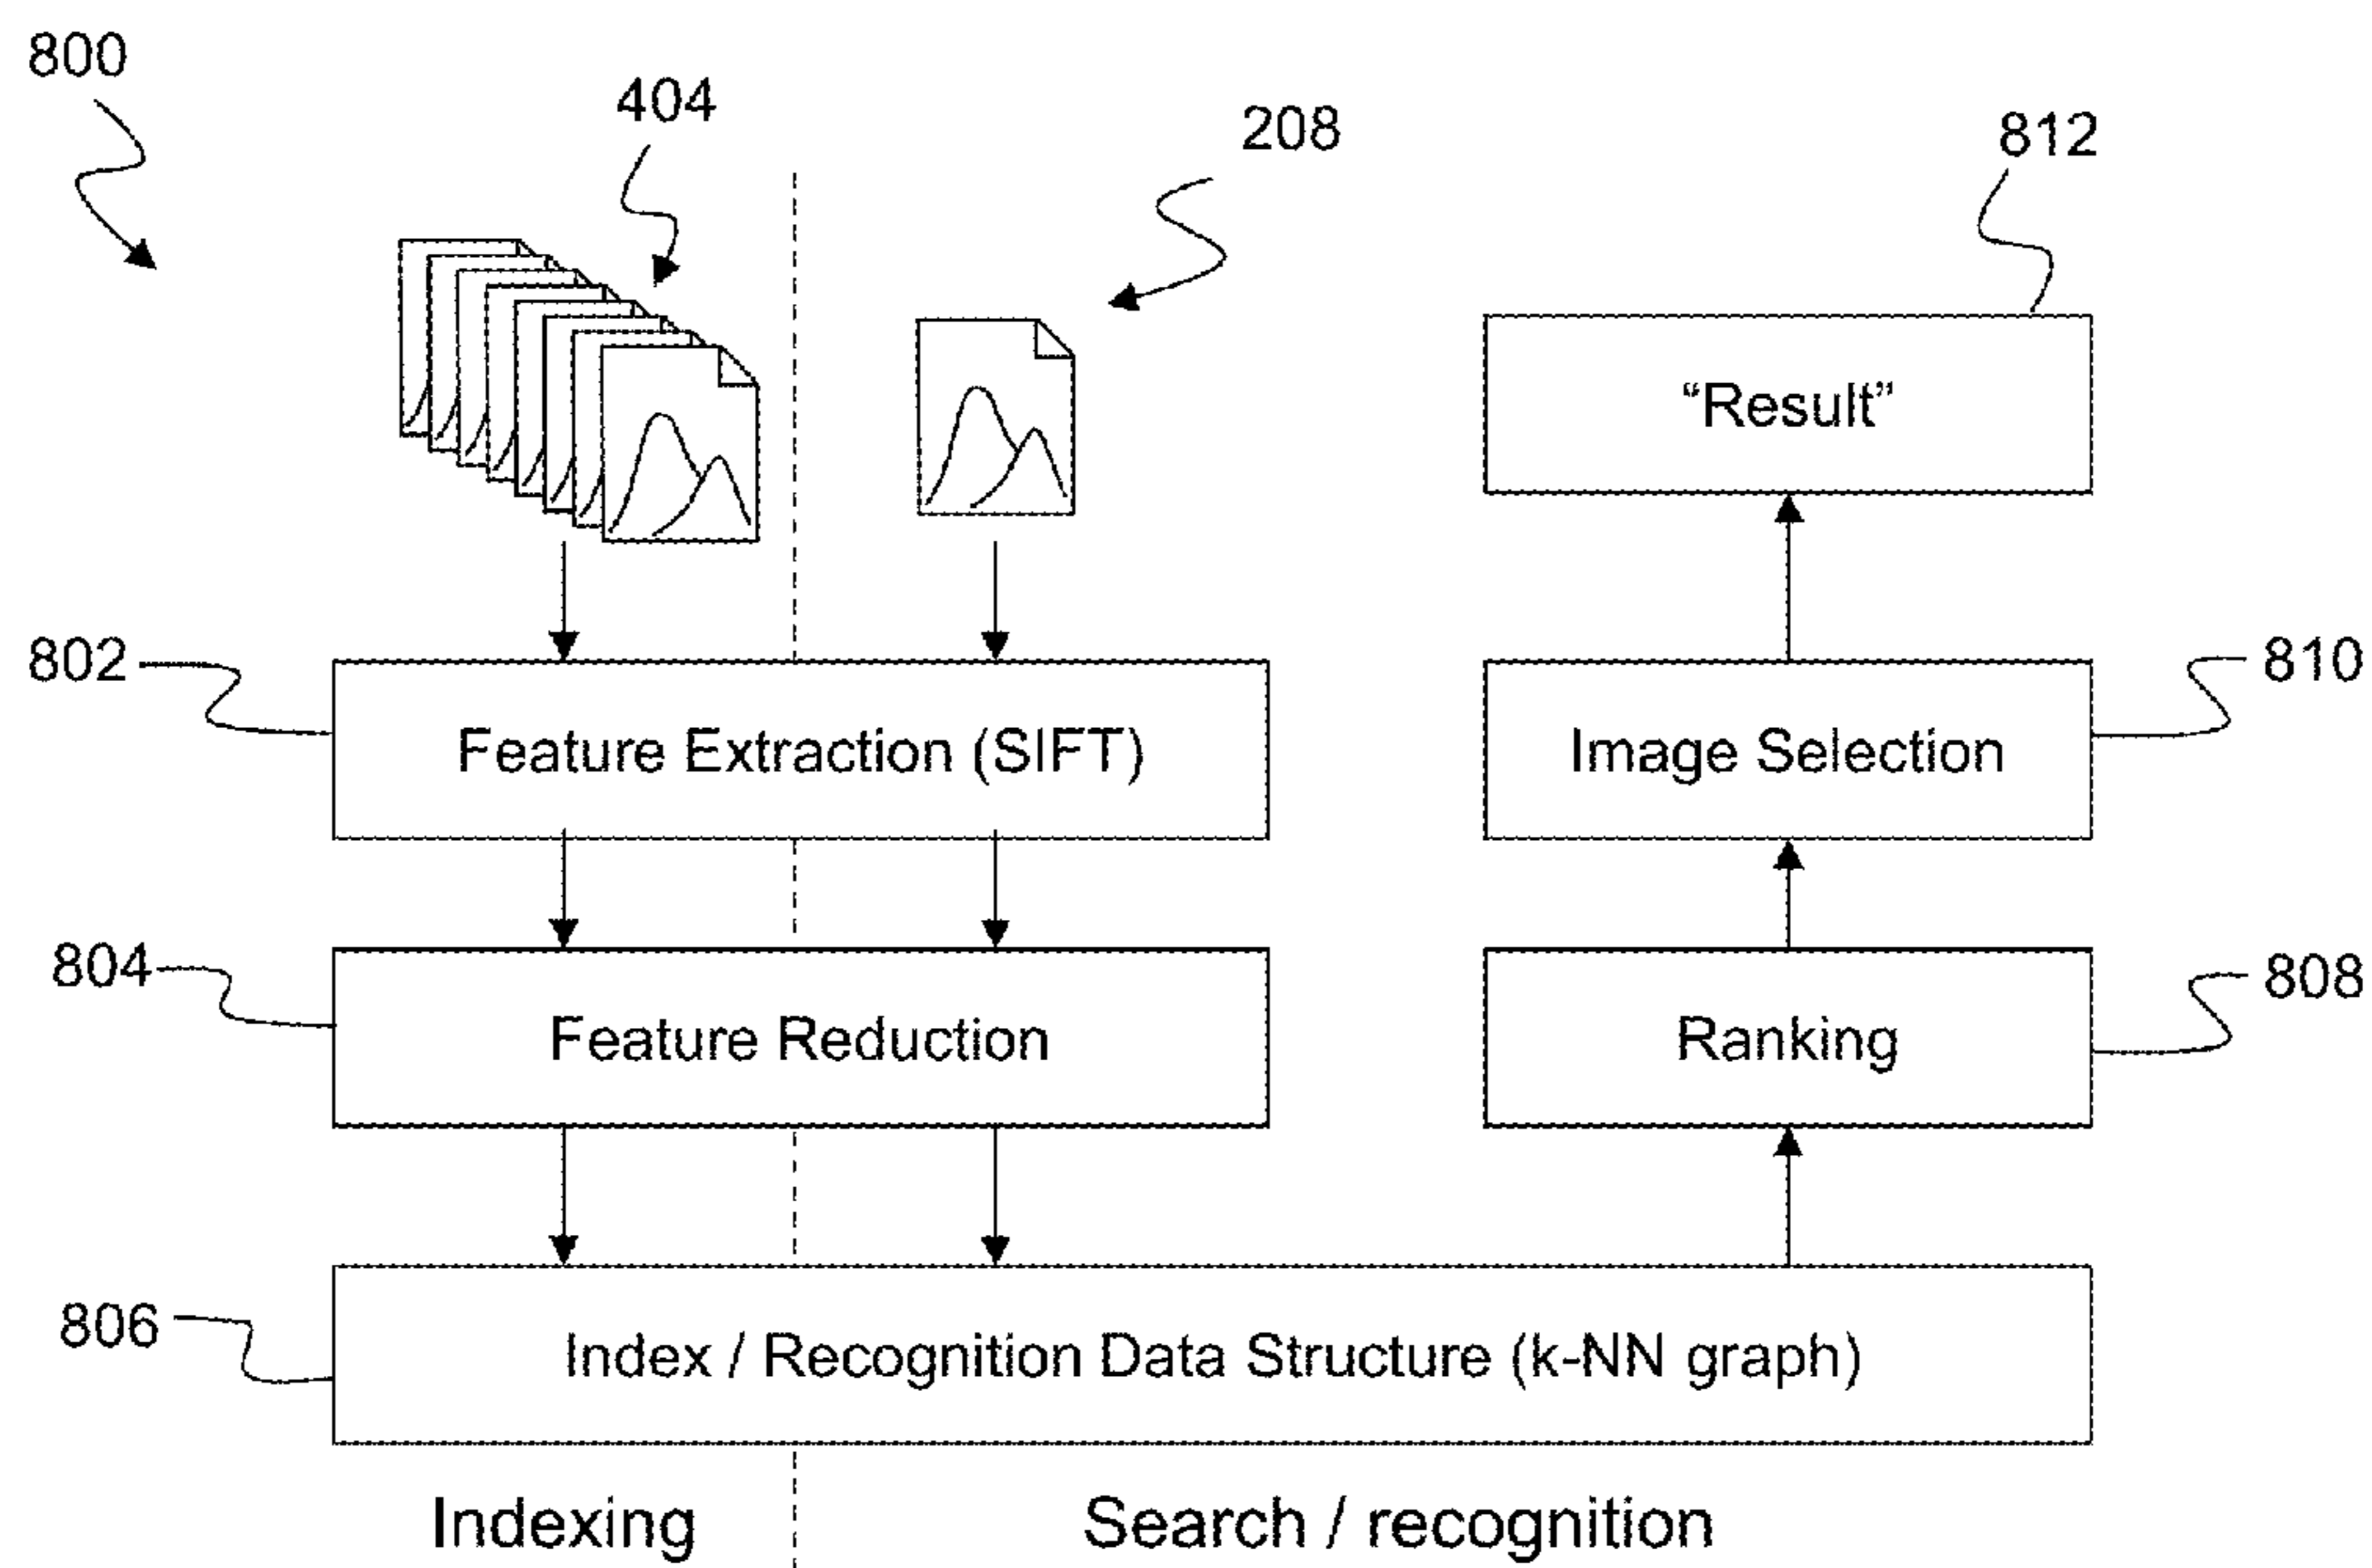 800
404
208
812
“Result”
802
810
Feature Extraction (SIFT)
Image Selection
804
808
Feature Reduction
Ranking
806
Index / Recognition Data Structure (k-NN graph)
Indexing
Search / recognition